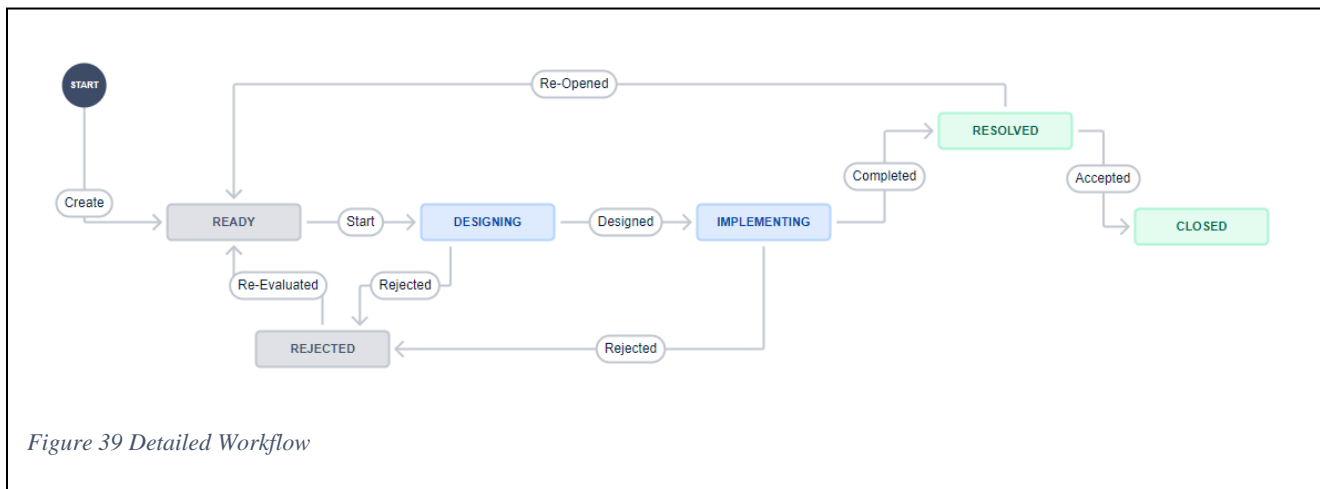 START
Re-Opened
RESOLVED
Completed
Accepted
Create
READY
Start
DESIGNING
Designed
IMPLEMENTING
CLOSED
Re-Evaluated
Rejected
REJECTED
Rejected
Figure 39 Detailed Workflow